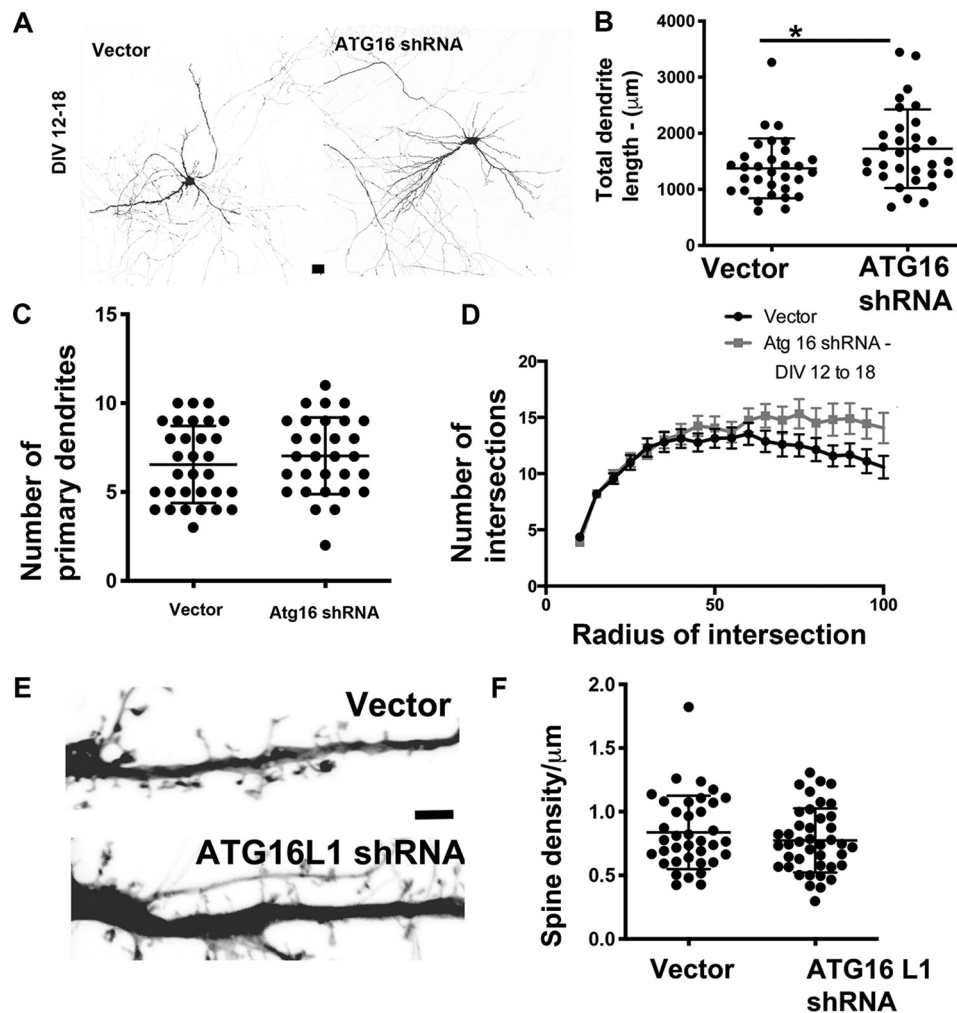 A
Vector
ATG16 shRNA
DIV 12-18
B
Total dendrite
length - (µm)
4000
3000
2000
1000
0
*
Vector
ATG16
shRNA
C
Number of
primary dendrites
15
10
5
0
Vector
Atg16 shRNA
D
Vector
Atg 16 shRNA -
DIV 12 to 18
Number of
intersections
20
15
10
5
0
0
50
100
Radius of intersection
E
Vector
ATG16L1 shRNA
F
Spine density/µm
2.0
1.5
1.0
0.5
0.0
Vector
ATG16 L1
shRNA